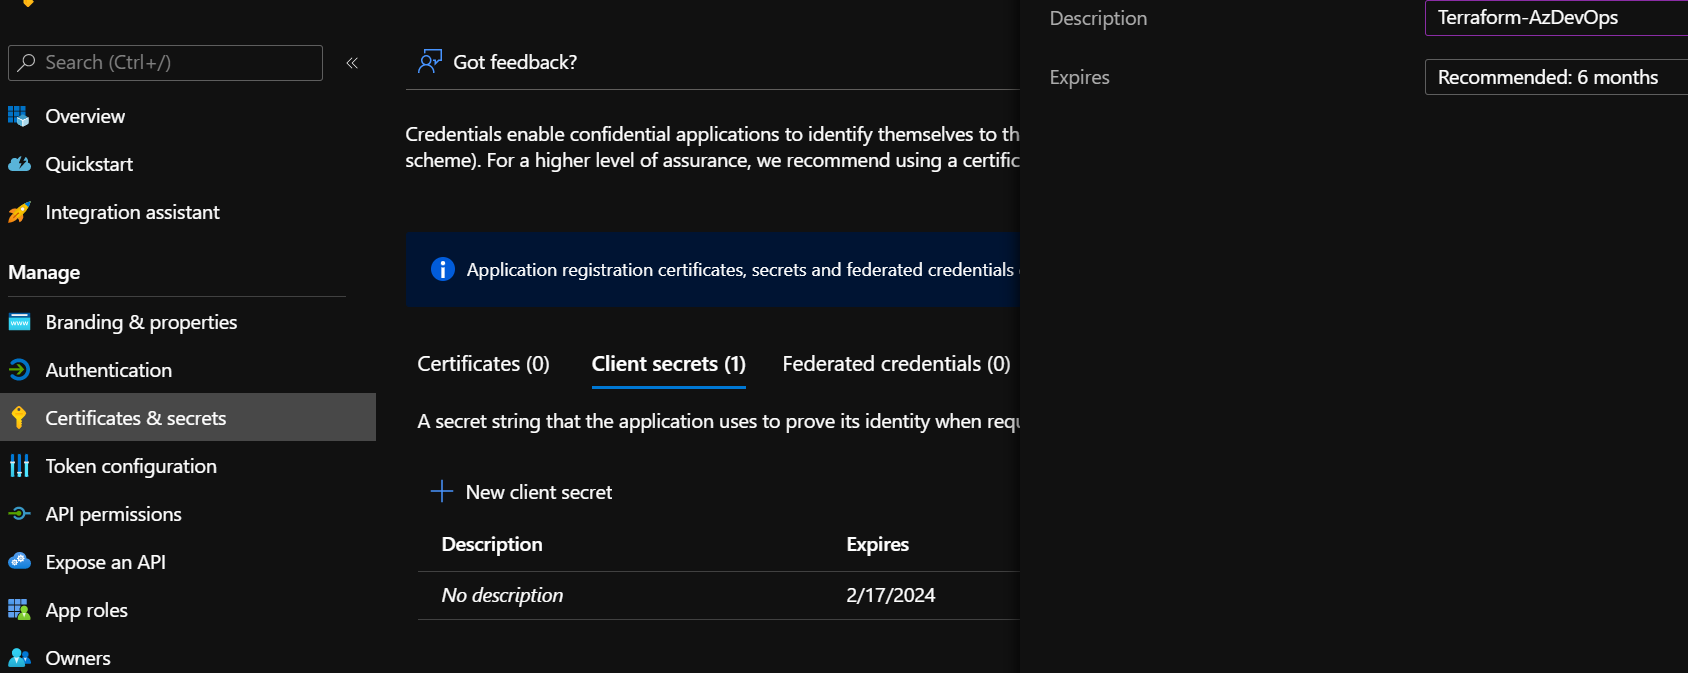 Search (Ctrl+/)
«
Overview
Quickstart
Integration assistant
Manage
Branding & properties
Authentication
Certificates & secrets
Token configuration
API permissions
Expose an API
App roles
Owners
Got feedback?
Credentials enable confidential applications to identify themselves to th
scheme). For a higher level of assurance, we recommend using a certific
Application registration certificates, secrets and federated credentials
Certificates (0) Client secrets (1) Federated credentials (0)
A secret string that the application uses to prove its identity when requ
New client secret
Description Expires
No description 2/17/2024
Description Terraform-AzDevOps
Expires Recommended: 6 months